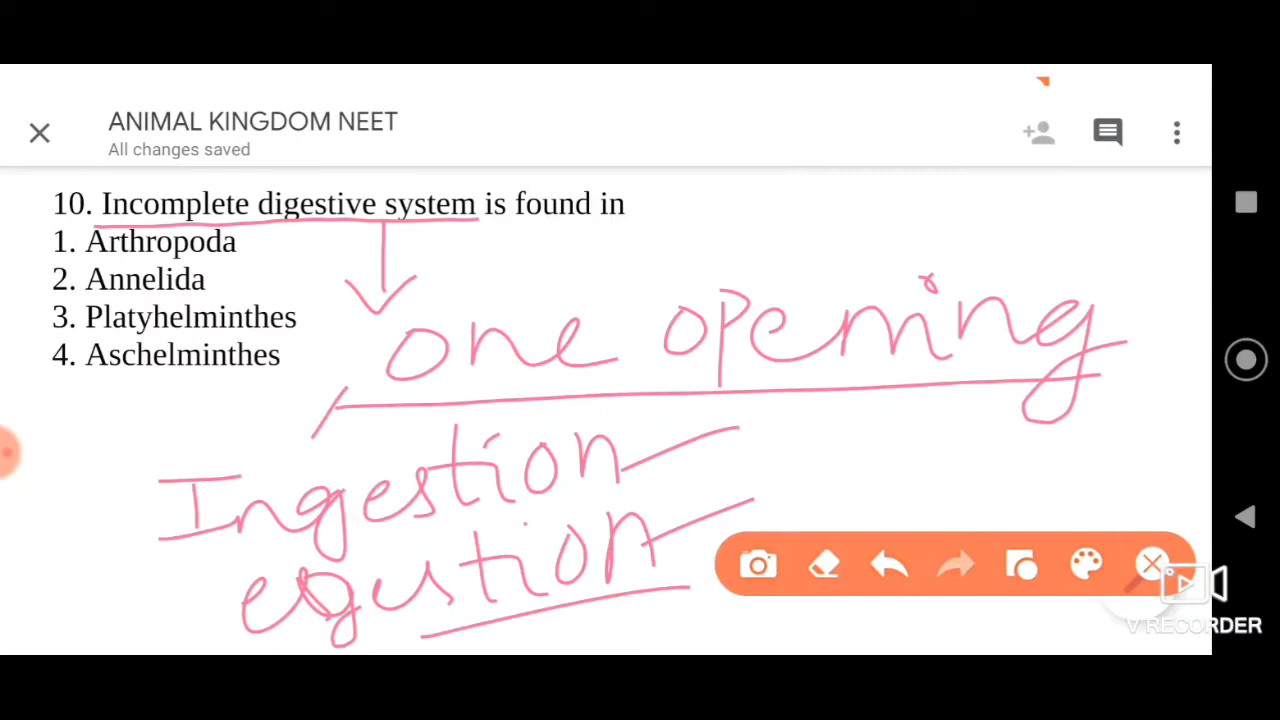 ANIMAL KINGDOM NEET
All changes saved
10. Incomplete digestive system is found in
1. Arthropoda
2. Annelida
3. Platyhelminthes
4. Aschelminthes
one opening
Ingestion
egestion
V RECORDER